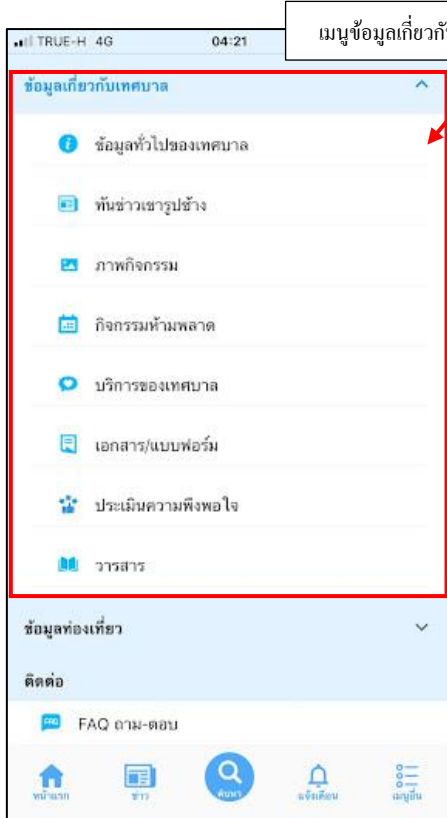 เมนูข้อมูลเกี่ยวกั
TRUE-H 4G 04:21
ข้อมูลเกี่ยวกับเทศบาล
ข้อมูลทั่วไปของเทศบาล
ทันข่าวเขารูปช้าง
ภาพกิจกรรม
กิจกรรมห้ามพลาด
บริการของเทศบาล
เอกสาร/แบบฟอร์ม
ประเมินความพึงพอใจ
วารสาร
ข้อมูลท่องเที่ยว
ติดต่อ
FAQ FAQ ถาม-ตอบ
หน้าแรก ข่าว ค้นหา แจ้งเตือน เมนูอื่น